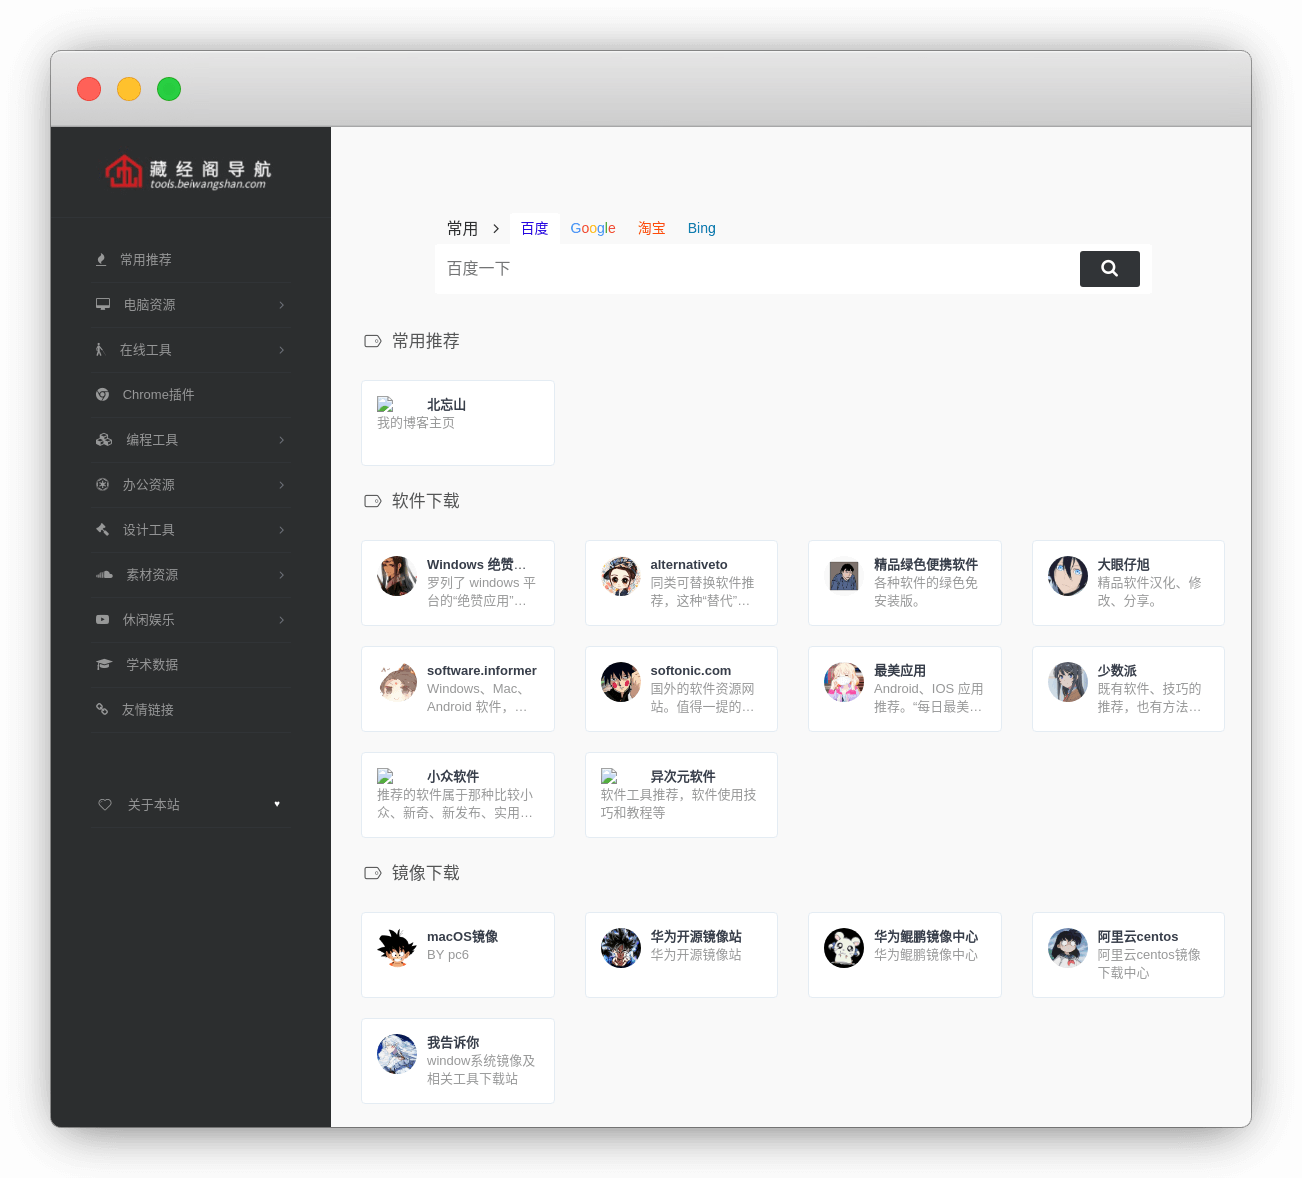 藏经阁导航
tools.beiwangshan.com
常用推荐
电脑资源
在线工具
Chrome插件
编程工具
办公资源
设计工具
素材资源
休闲娱乐
学术数据
友情链接
关于本站
常用 百度 Google 淘宝 Bing
百度一下
常用推荐
北忘山
我的博客主页
软件下载
Windows 绝赞…
罗列了 windows 平
台的“绝赞应用”…
alternativeto
同类可替换软件推
荐，这种“替代”…
精品绿色便携软件
各种软件的绿色免
安装版。
大眼仔旭
精品软件汉化、修
改、分享。
software.informer
Windows、Mac、
Android 软件，…
softonic.com
国外的软件资源网
站。值得一提的…
最美应用
Android、IOS 应用
推荐。“每日最美…
少数派
既有软件、技巧的
推荐，也有方法…
小众软件
推荐的软件属于那种比较小
众、新奇、新发布、实用…
异次元软件
软件工具推荐，软件使用技
巧和教程等
镜像下载
macOS镜像
BY pc6
华为开源镜像站
华为开源镜像站
华为鲲鹏镜像中心
华为鲲鹏镜像中心
阿里云centos
阿里云centos镜像
下载中心
我告诉你
window系统镜像及
相关工具下载站